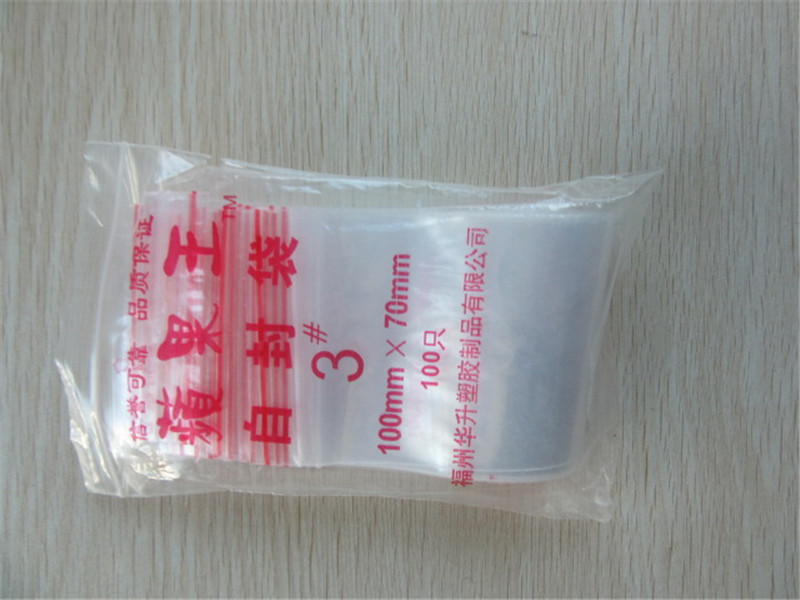 信誉可靠 品质保证
蘋果王™
自封袋
3#
100mm×70mm
100只
福州华升塑胶制品有限公司